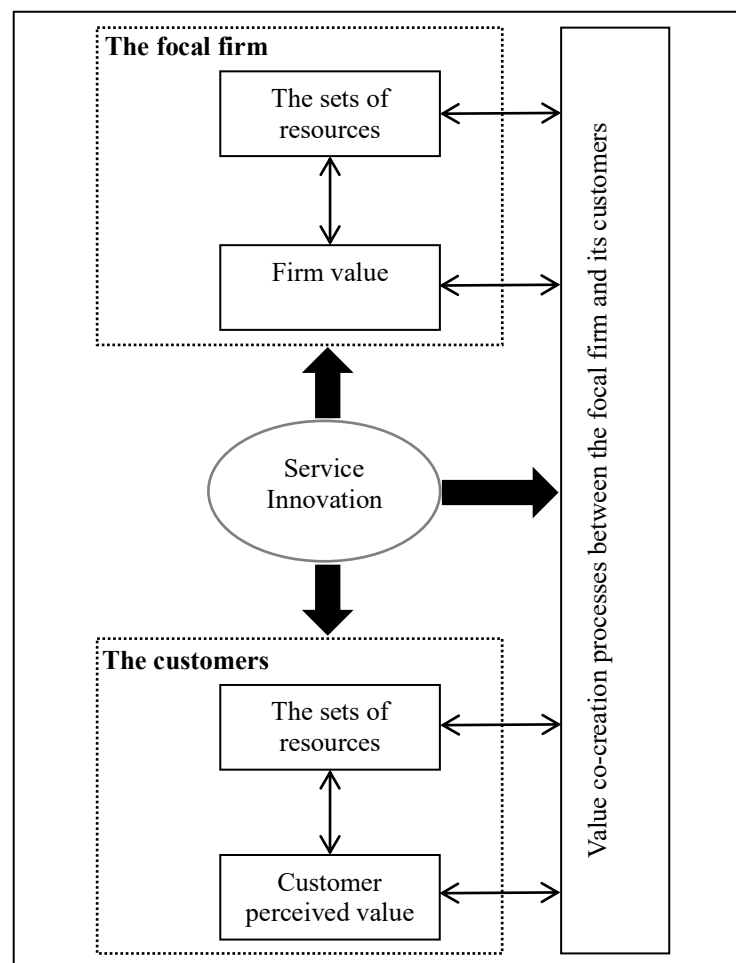 The focal firm
The sets of
resources
Firm value
Service
Innovation
The customers
The sets of
resources
Customer
perceived value
Value co-creation processes between the focal firm and its customers